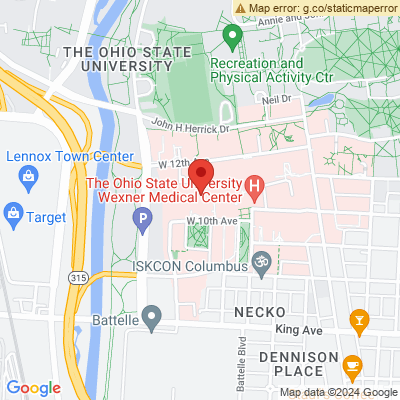 Map error: g.co/staticmaperror
Annie and John
THE OHIO STATE
UNIVERSITY
Recreation and
Physical Activity Ctr
Neil Dr
John H Herrick Dr
Lennox Town Center
W 12th Ave
The Ohio State University
Wexner Medical Center
H
P
Target
W 10th Ave
ISKCON Columbus
315
NECKO
Battelle
King Ave
Battelle Blvd
DENNISON
PLACE
Google
Map data ©2024 Google